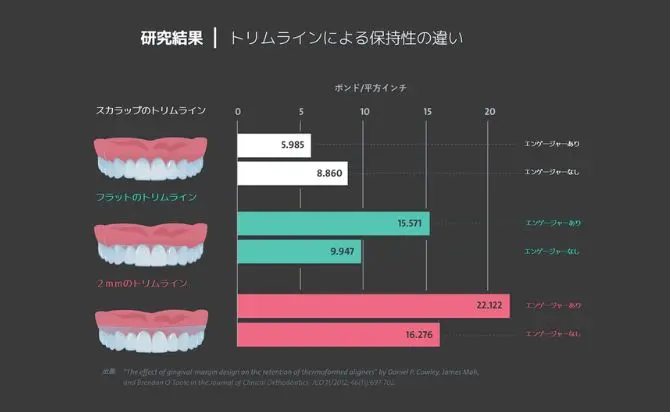 研究結果 | トリムラインによる保持性の違い
ポンド/平方インチ
スカラップのトリムライン
0 5 10 15 20
5.985 エンゲージャーあり
8.860 エンゲージャーなし
フラットのトリムライン
15.571 エンゲージャーあり
9.947 エンゲージャーなし
2mmのトリムライン
22.122 エンゲージャーあり
16.276 エンゲージャーなし
出典: "The effect of gingival-margin design on the retention of thermoformed aligners" by Daniel P. Cowley, James Mah,
and Brendan O'Toole in the Journal of Clinical Orthodontics: JCO 11/2012; 46(11):697-702.